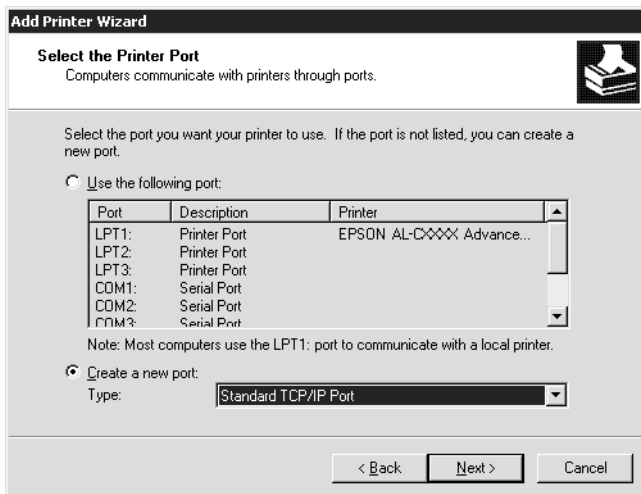 Add Printer Wizard
Select the Printer Port
Computers communicate with printers through ports.
Select the port you want your printer to use. If the port is not listed, you can create a
new port.
Use the following port:
Port Description Printer
LPT1: Printer Port EPSON AL-CXXXX Advance...
LPT2: Printer Port
LPT3: Printer Port
COM1: Serial Port
COM2: Serial Port
COM3: Serial Port
Note: Most computers use the LPT1: port to communicate with a local printer.
Create a new port:
Type: Standard TCP/IP Port
< Back Next > Cancel